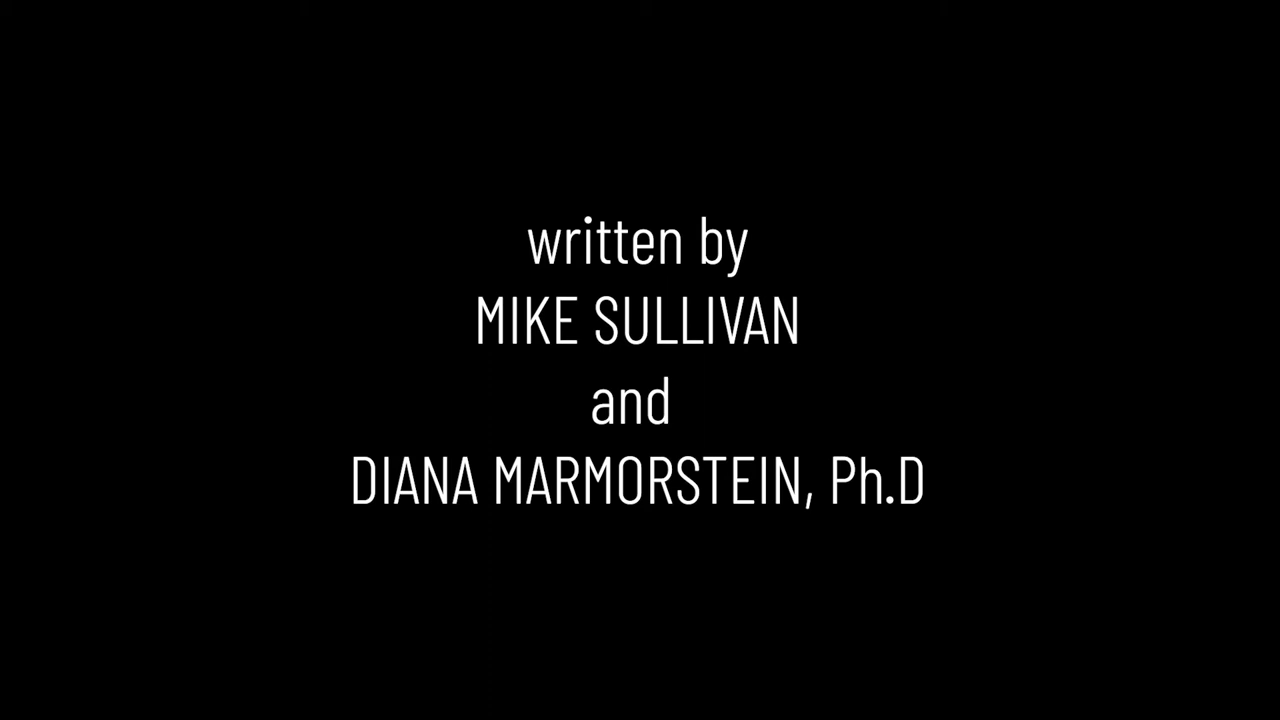 written by
MIKE SULLIVAN
and
DIANA MARMORSTEIN, Ph.D